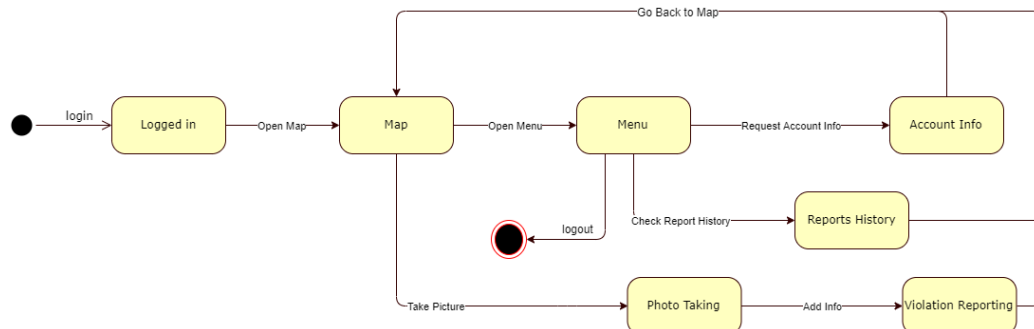 Go Back to Map
login
Logged in
Open Map
Map
Open Menu
Menu
Request Account Info
Account Info
logout
Check Report History
Reports History
Take Picture
Photo Taking
Add Info
Violation Reporting